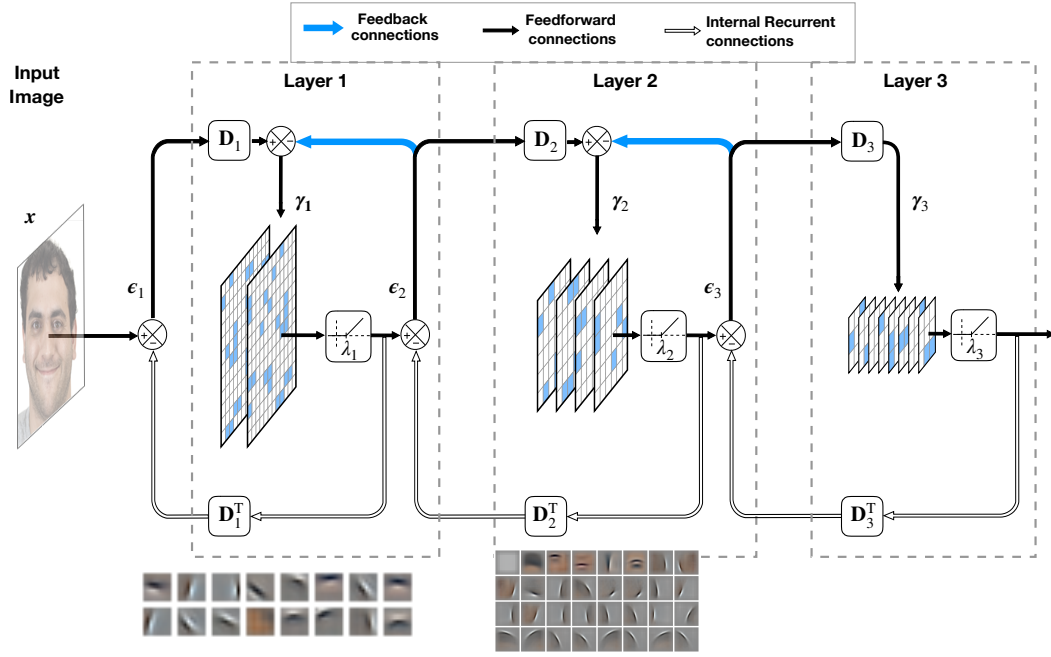 Feedback connections
Feedforward connections
Internal Recurrent connections
Input Image
Layer 1
Layer 2
Layer 3
D₁
+ −
D₂
+ −
D₃
x
γ₁
γ₂
γ₃
ϵ₁
ϵ₂
ϵ₃
+ −
λ₁
+ −
λ₂
+ −
λ₃
D₁ᵀ
D₂ᵀ
D₃ᵀ